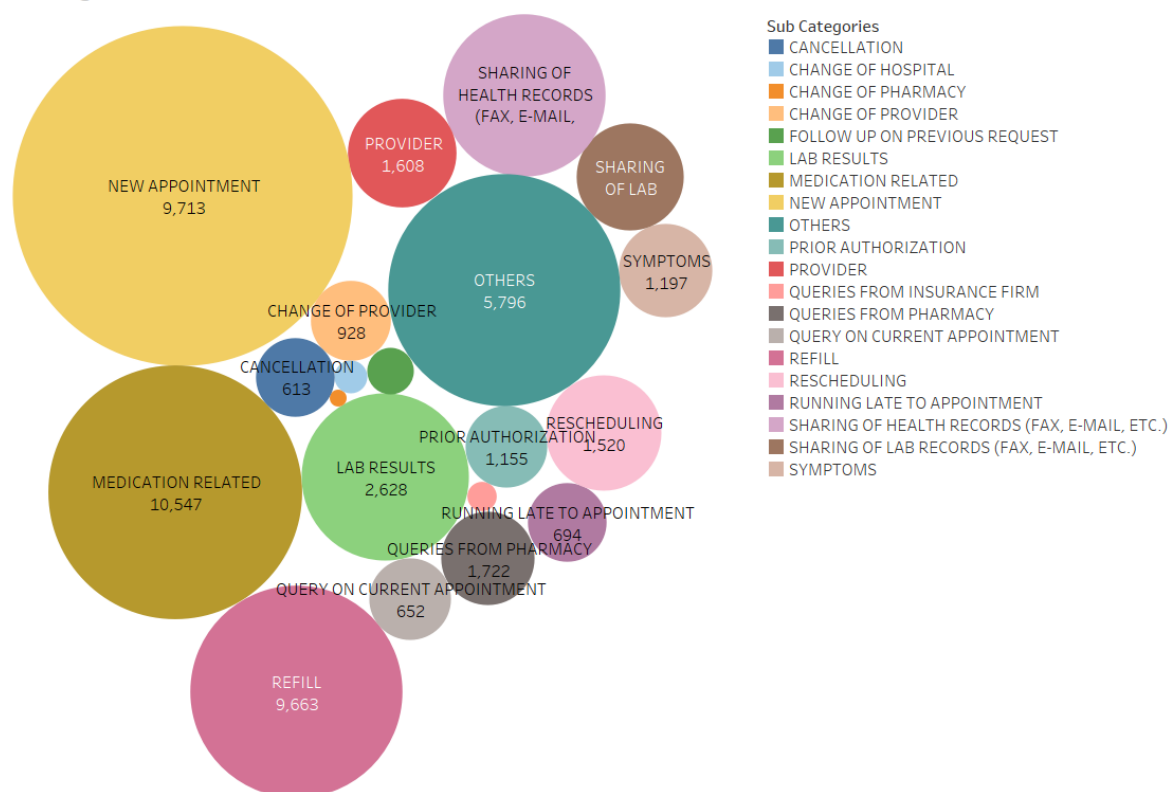 SHARING OF
HEALTH RECORDS
(FAX, E-MAIL,
PROVIDER
1,608
SHARING
OF LAB
NEW APPOINTMENT
9,713
SYMPTOMS
1,197
OTHERS
5,796
CHANGE OF PROVIDER
928
CANCELLATION
613
RESCHEDULING
1,520
PRIOR AUTHORIZATION
1,155
LAB RESULTS
2,628
MEDICATION RELATED
10,547
RUNNING LATE TO APPOINTMENT
694
QUERIES FROM PHARMACY
1,722
QUERY ON CURRENT APPOINTMENT
652
REFILL
9,663
Sub Categories
CANCELLATION
CHANGE OF HOSPITAL
CHANGE OF PHARMACY
CHANGE OF PROVIDER
FOLLOW UP ON PREVIOUS REQUEST
LAB RESULTS
MEDICATION RELATED
NEW APPOINTMENT
OTHERS
PRIOR AUTHORIZATION
PROVIDER
QUERIES FROM INSURANCE FIRM
QUERIES FROM PHARMACY
QUERY ON CURRENT APPOINTMENT
REFILL
RESCHEDULING
RUNNING LATE TO APPOINTMENT
SHARING OF HEALTH RECORDS (FAX, E-MAIL, ETC.)
SHARING OF LAB RECORDS (FAX, E-MAIL, ETC.)
SYMPTOMS